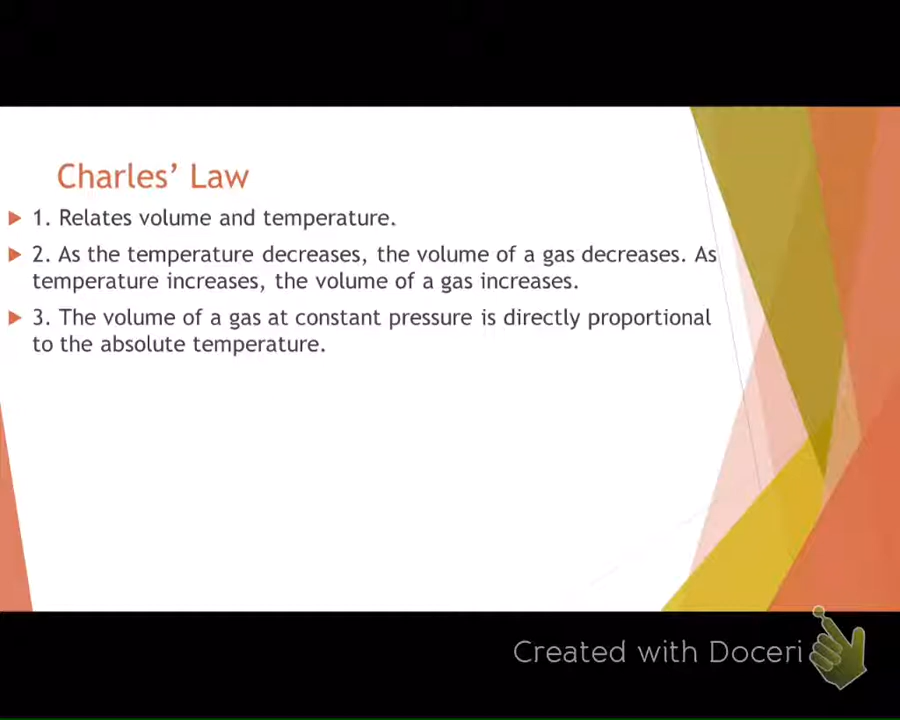 Charles’ Law
1. Relates volume and temperature.
2. As the temperature decreases, the volume of a gas decreases. As
temperature increases, the volume of a gas increases.
3. The volume of a gas at constant pressure is directly proportional
to the absolute temperature.
Created with Doceri